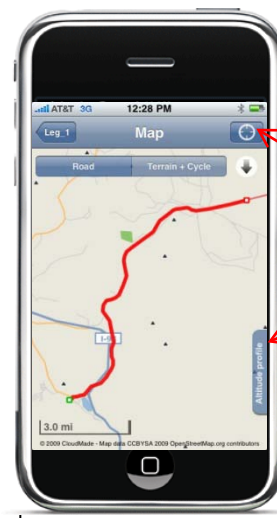 AT&T 3G 12:28 PM
Leg_1 Map
Road Terrain + Cycle
I-91
Altitude profile
3.0 mi
© 2009 CloudMade - Map data CCBYSA 2009 OpenStreetMap.org contributors